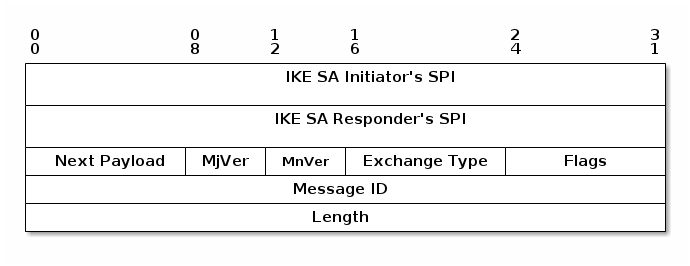 0 0 1 1 2 3
0 8 2 6 4 1
IKE SA Initiator's SPI
IKE SA Responder's SPI
Next Payload MjVer MnVer Exchange Type Flags
Message ID
Length